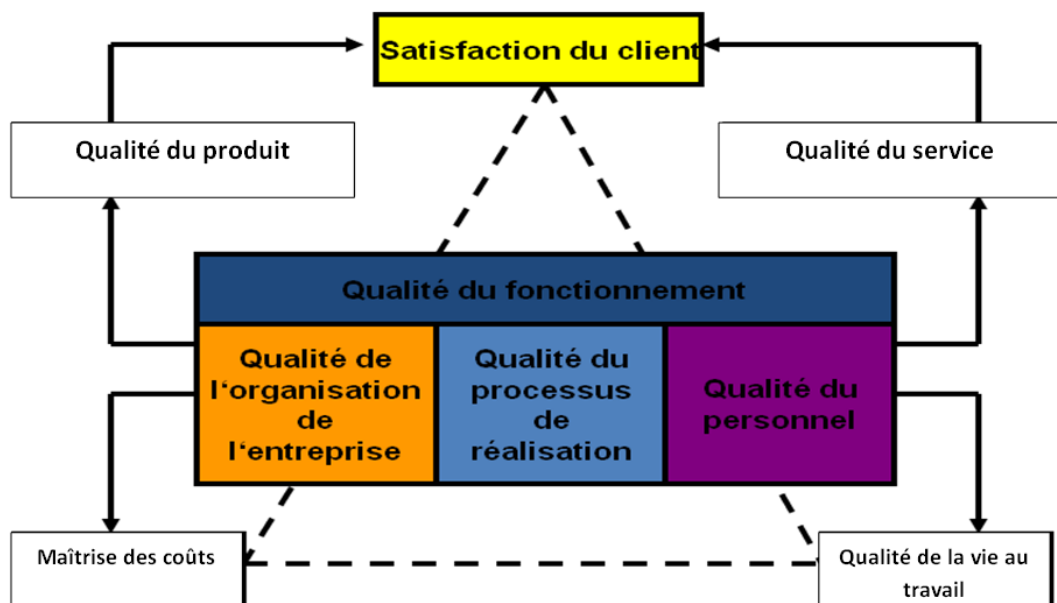 Satisfaction du client
Qualité du produit
Qualité du service
Qualité du fonctionnement
Qualité de
l‘organisation
de
l‘entreprise
Qualité du
processus
de
réalisation
Qualité du
personnel
Maîtrise des coûts
Qualité de la vie au
travail